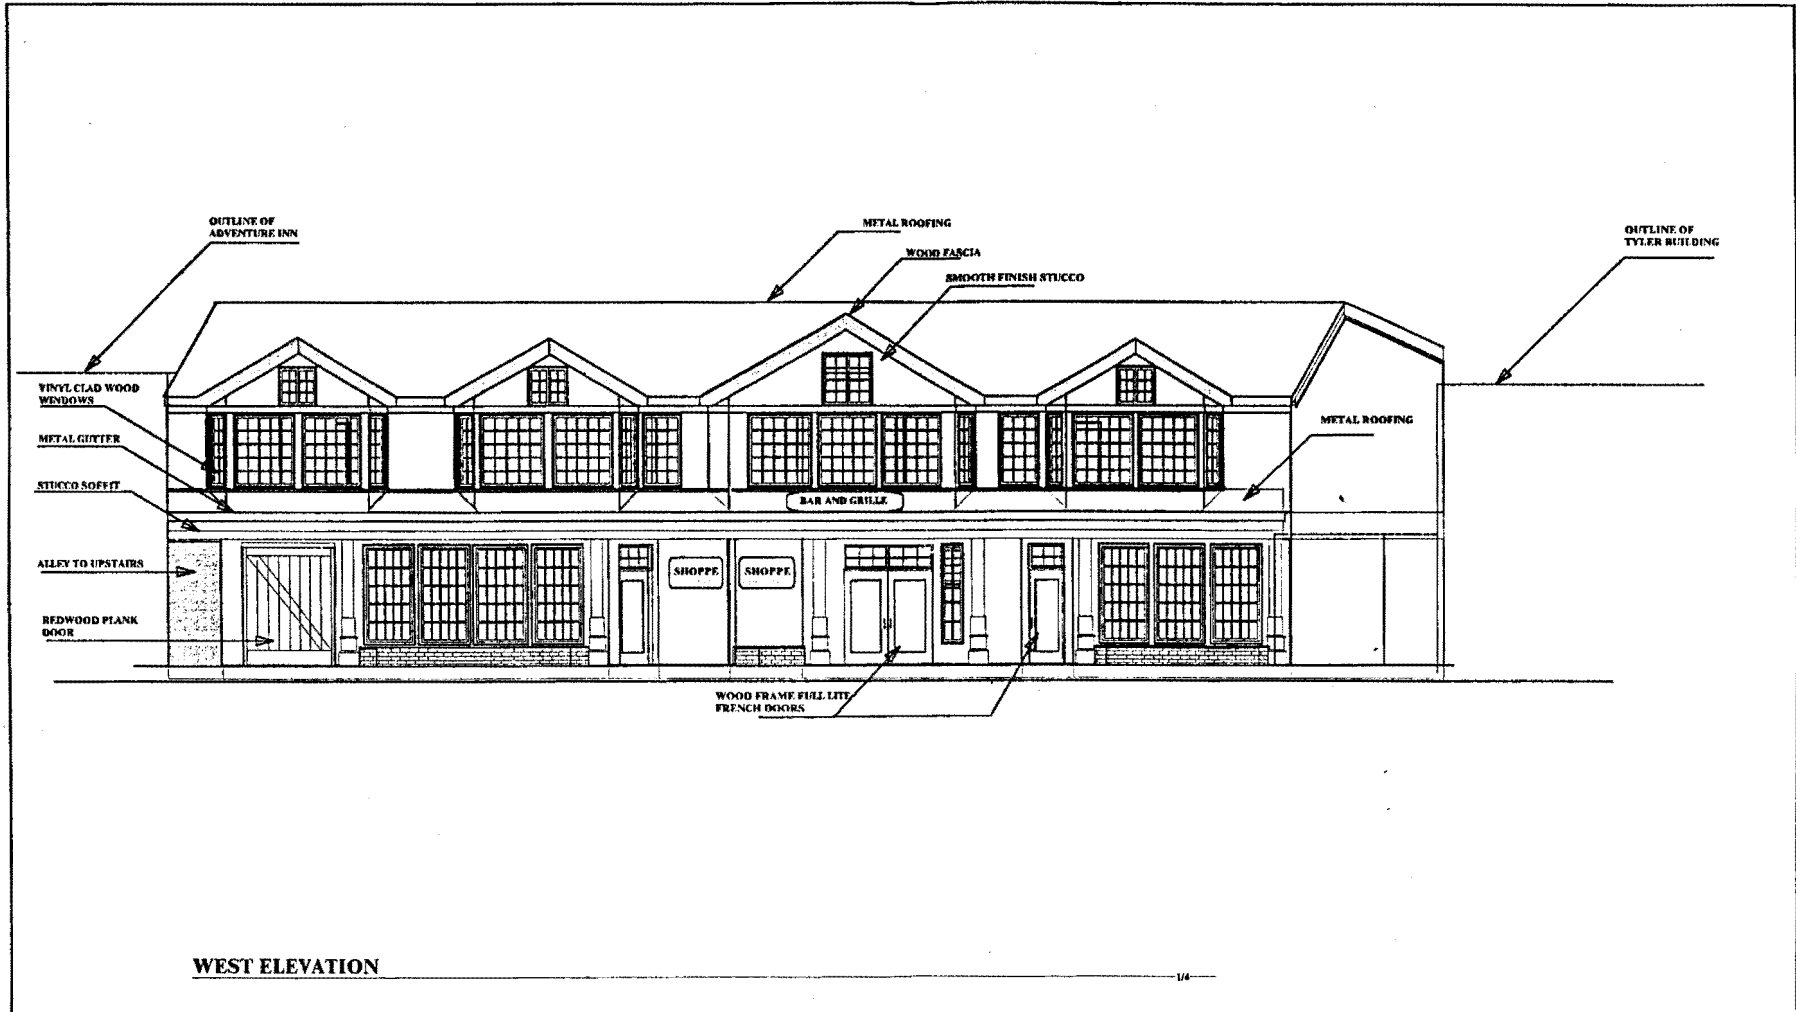 OUTLINE OF
ADVENTURE INN
METAL ROOFING
WOOD FASCIA
SMOOTH FINISH STUCCO
OUTLINE OF
TYLER BUILDING
VINYL CLAD WOOD
WINDOWS
METAL GUTTER
STUCCO SOFFIT
METAL ROOFING
BAR AND GRILLE
ALLEY TO UPSTAIRS
SHOPPE
SHOPPE
REDWOOD PLANK
DOOR
WOOD FRAME FULL LITE
FRENCH DOORS
WEST ELEVATION
1/4